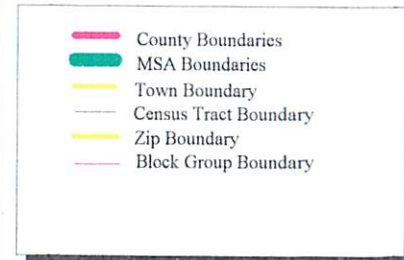 County Boundaries
MSA Boundaries
Town Boundary
Census Tract Boundary
Zip Boundary
Block Group Boundary